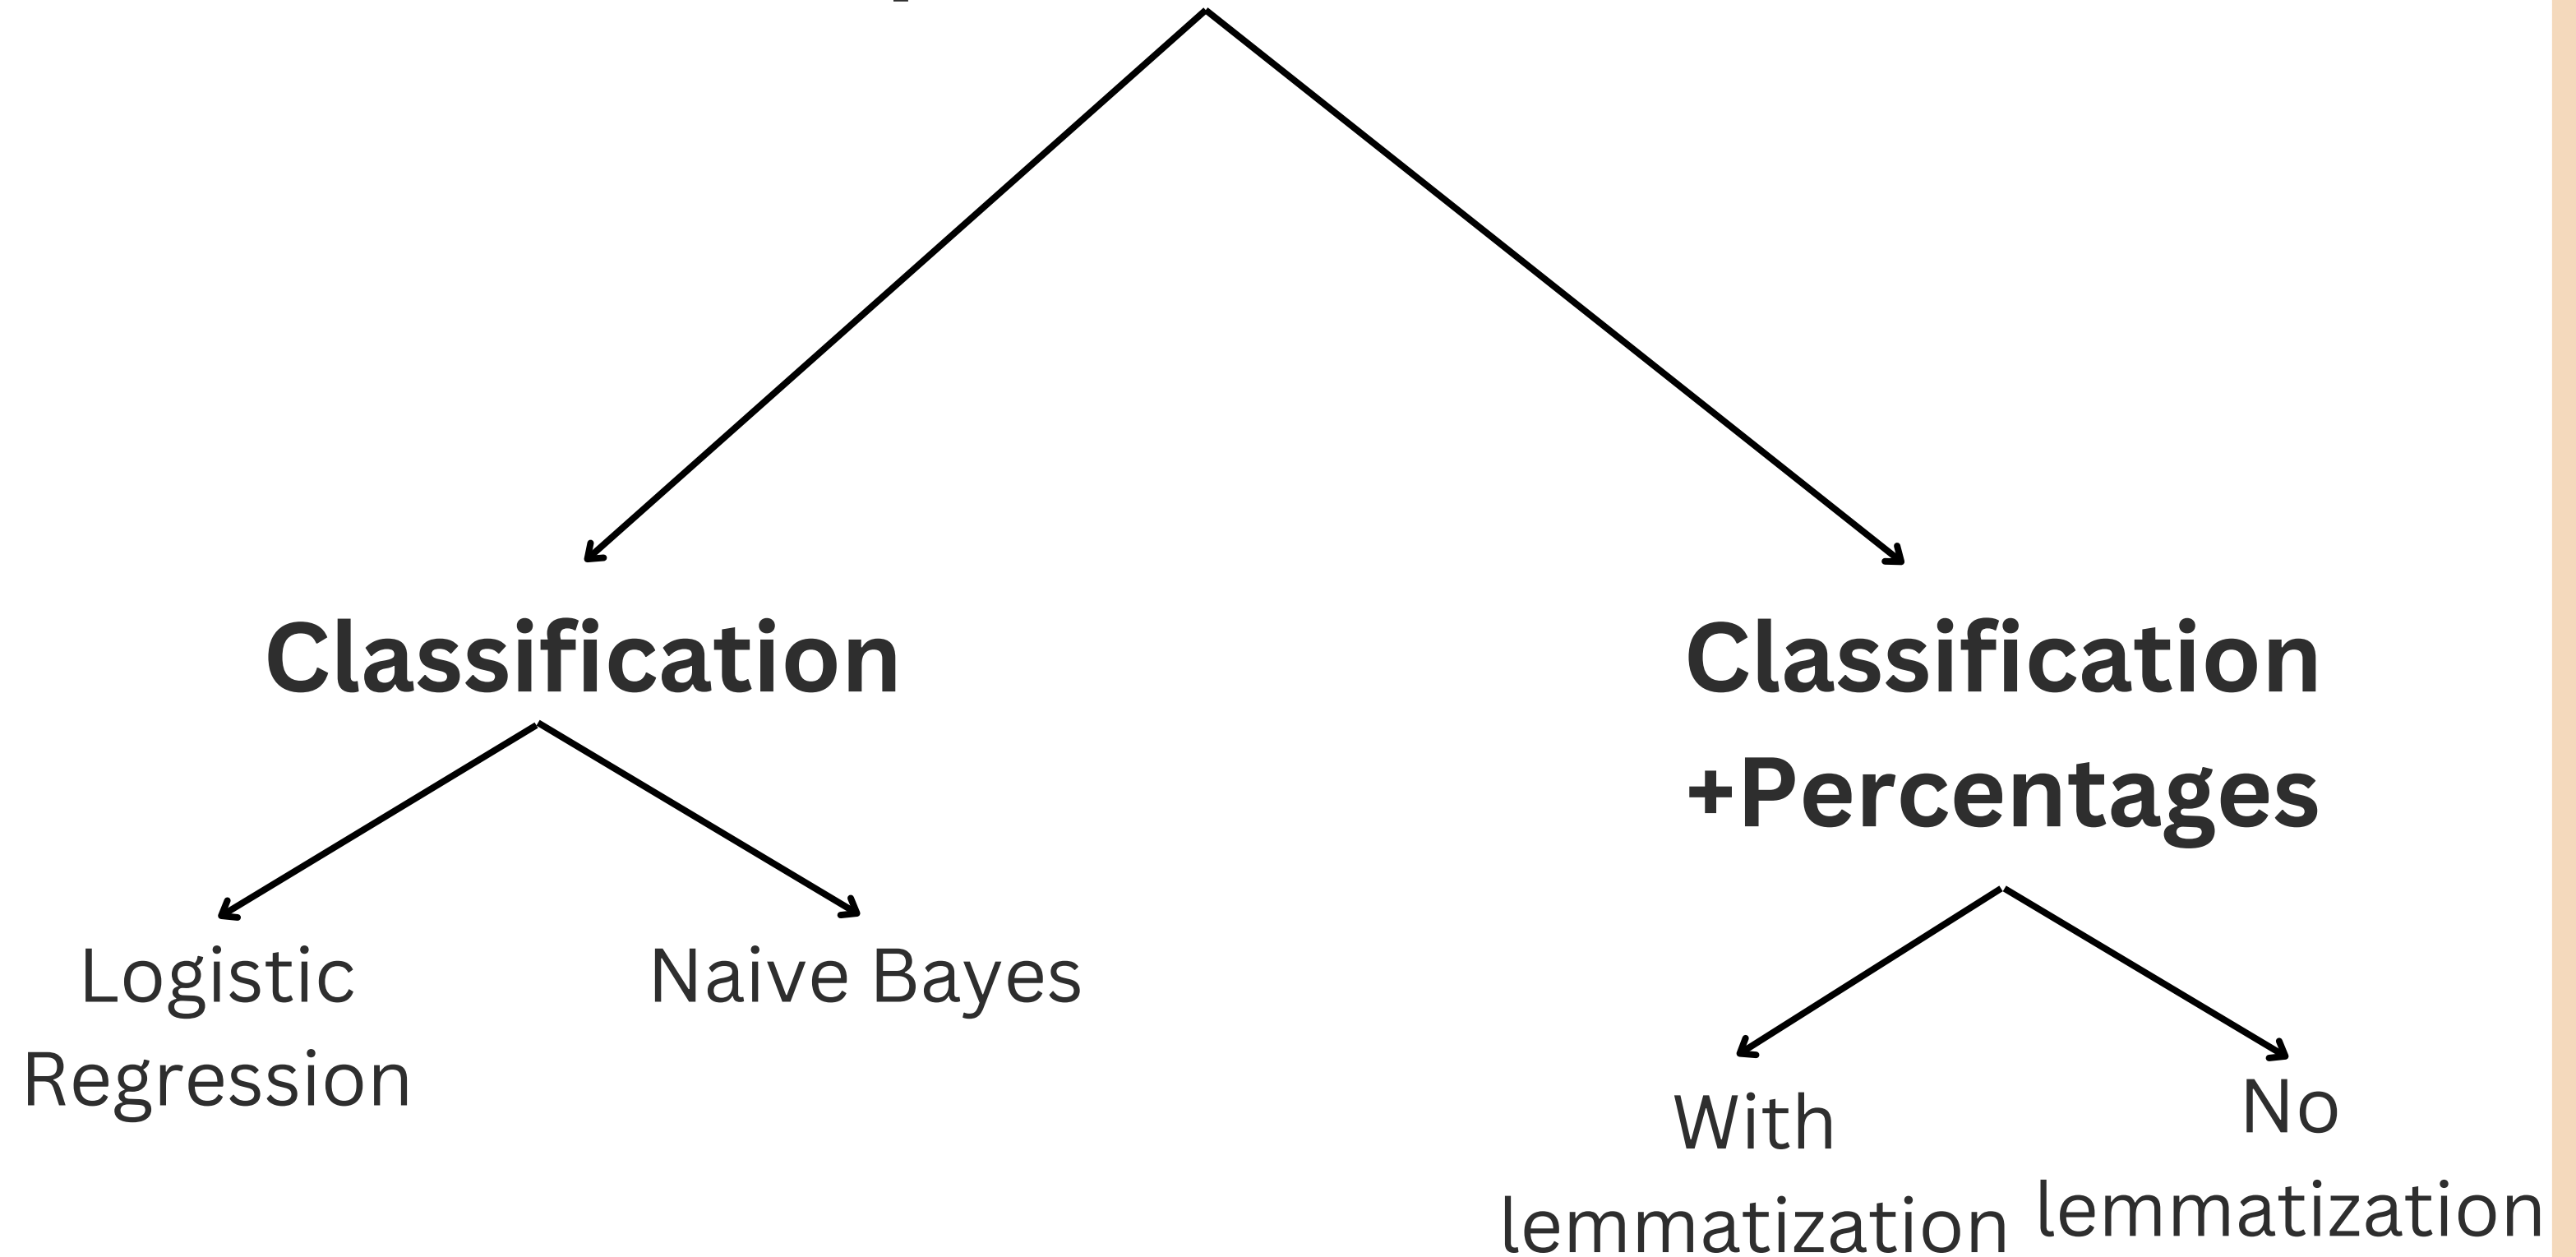 Classification
Classification
+Percentages
Logistic
Regression
Naive Bayes
With
lemmatization
No
lemmatization